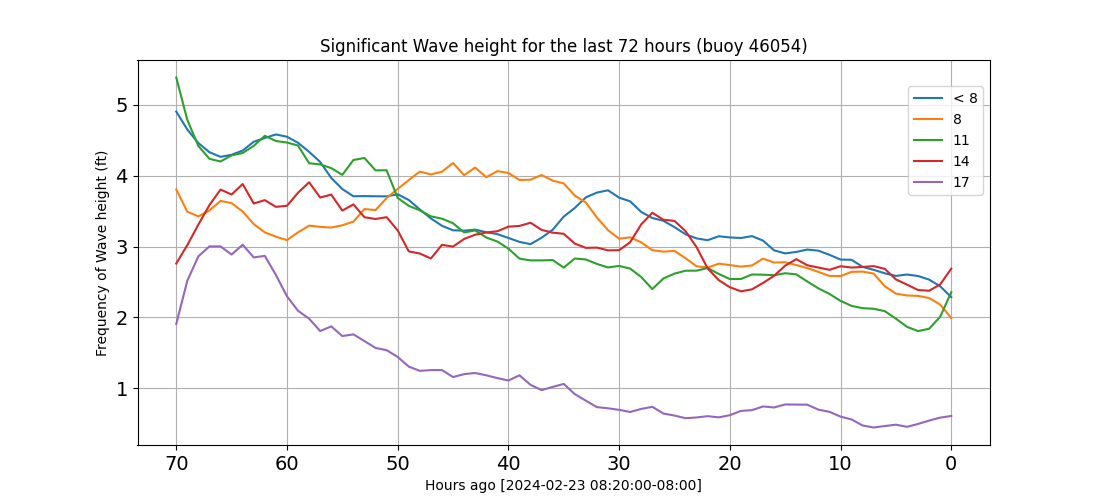 Significant Wave height for the last 72 hours (buoy 46054)
Frequency of Wave height (ft)
5
4
3
2
1
< 8
8
11
14
17
70 60 50 40 30 20 10 0
Hours ago [2024-02-23 08:20:00-08:00]